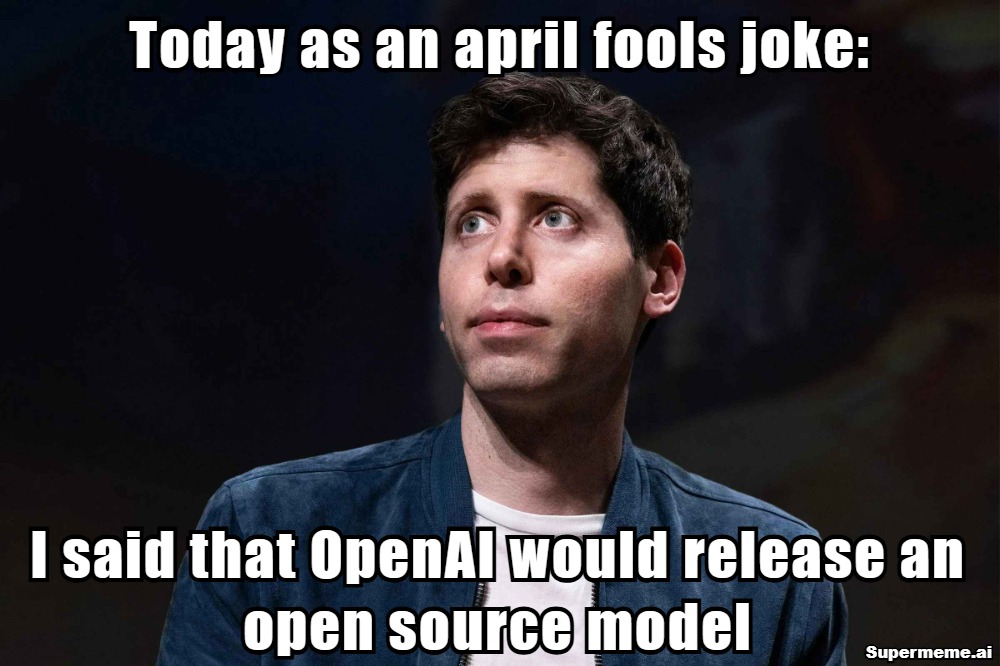 Today as an april fools joke:
I said that OpenAI would release an
open source model
Supermeme.ai